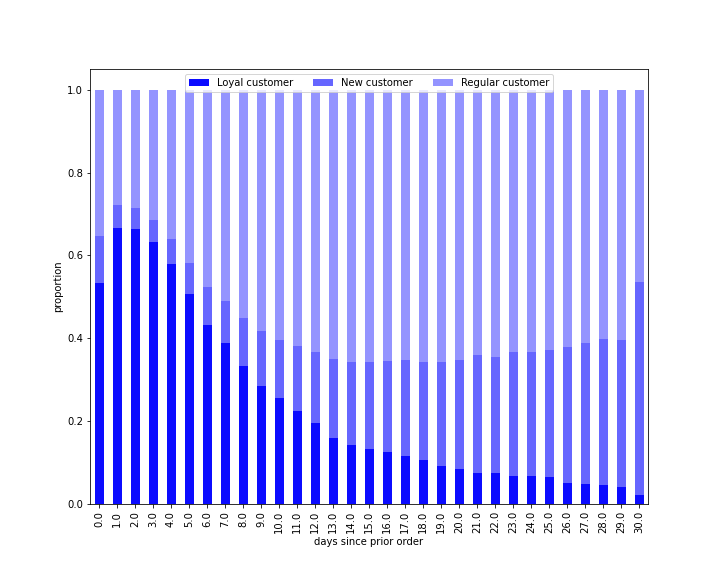 Loyal customer New customer Regular customer
1.0
0.8
0.6
0.4
0.2
0.0
proportion
0.0 1.0 2.0 3.0 4.0 5.0 6.0 7.0 8.0 9.0 10.0 11.0 12.0 13.0 14.0 15.0 16.0 17.0 18.0 19.0 20.0 21.0 22.0 23.0 24.0 25.0 26.0 27.0 28.0 29.0 30.0
days since prior order